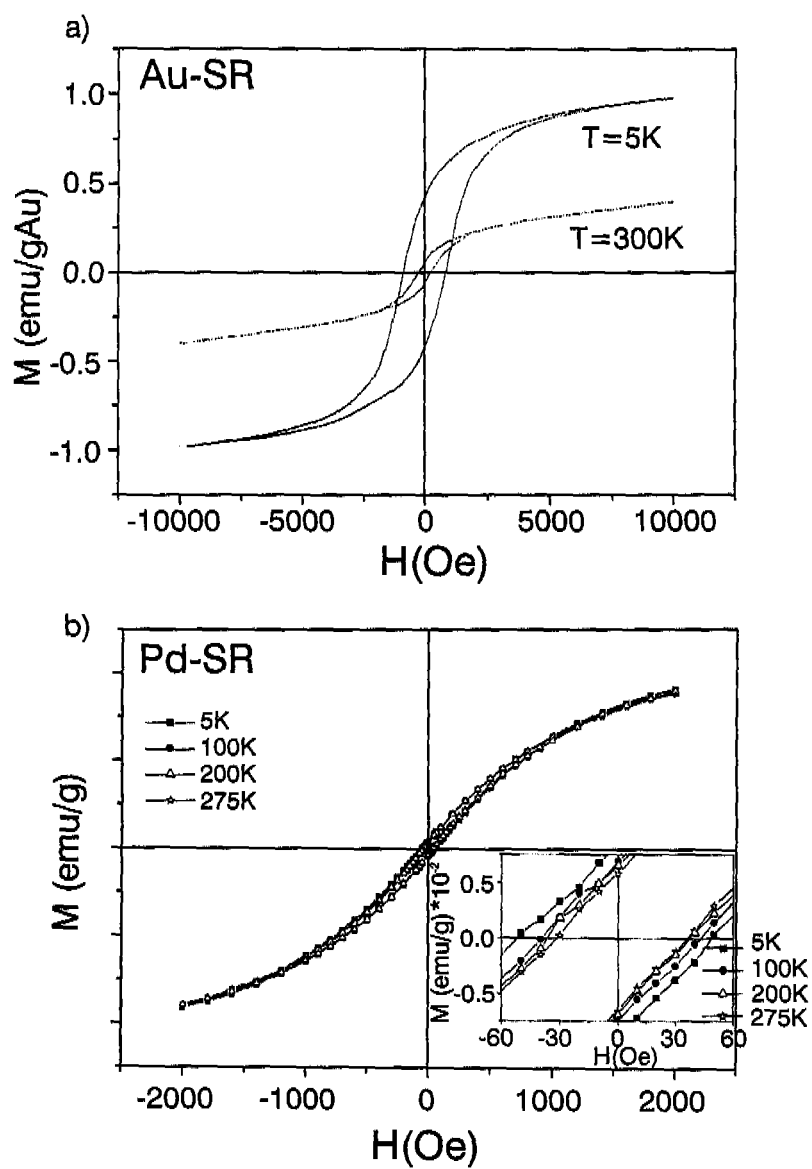 a)
Au-SR
1.0
0.5
0.0
-0.5
-1.0
M (emu/gAu)
T=5K
T=300K
-10000 -5000 0 5000 10000
H(Oe)
b)
Pd-SR
5K
100K
200K
275K
M (emu/g)
M (emu/g)*10⁻²
0.5
0.0
-0.5
-60 -30 0 30 60
H(Oe)
5K
100K
200K
275K
-2000 -1000 0 1000 2000
H(Oe)